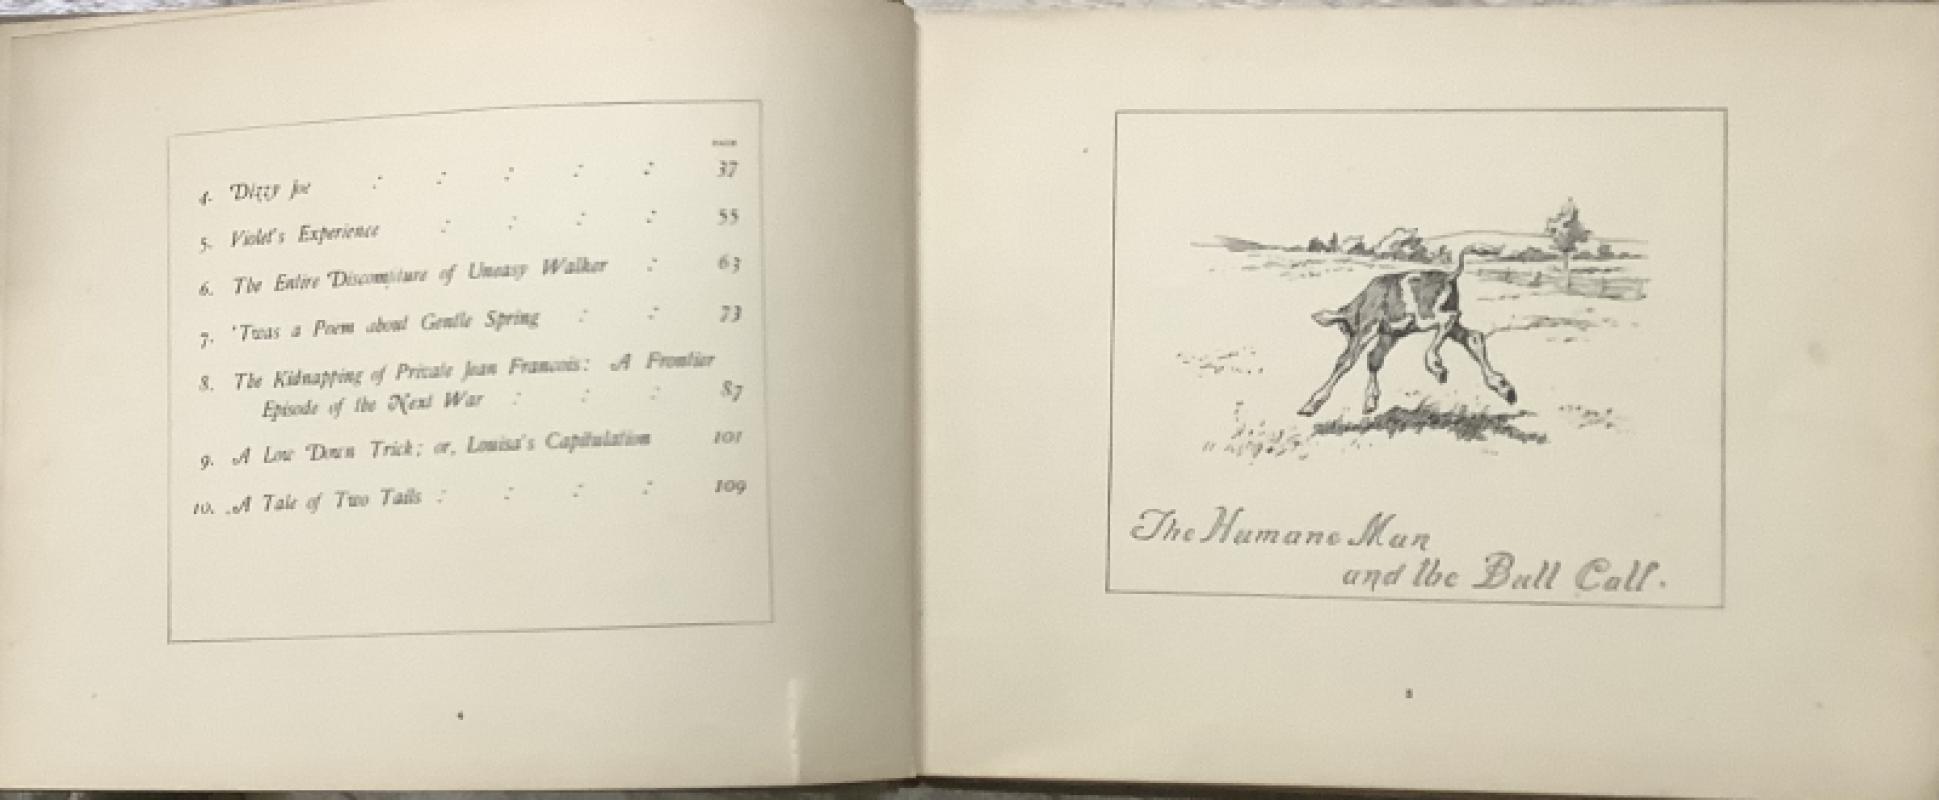 PAGE
4. Dizzy Joe : : : : : 37
5. Violet's Experience : : : : 55
6. The Entire Discomfiture of Uneasy Walker : 63
7. 'Twas a Poem about Gentle Spring : : 73
8. The Kidnapping of Private Jean Francois: A Frontier
Episode of the Next War : : : 87
9. A Low Down Trick; or, Louisa's Capitulation 101
10. A Tale of Two Tails : : : : 109
4
The Humane Man
and the Bull Calf.